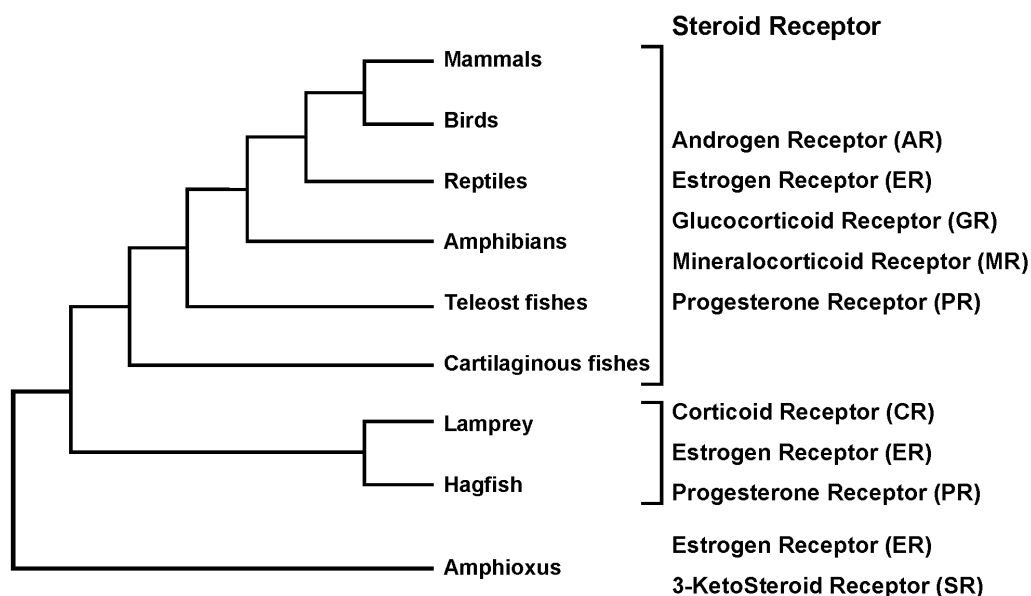 Steroid Receptor
Mammals
Birds
Reptiles
Amphibians
Teleost fishes
Cartilaginous fishes
Androgen Receptor (AR)
Estrogen Receptor (ER)
Glucocorticoid Receptor (GR)
Mineralocorticoid Receptor (MR)
Progesterone Receptor (PR)
Lamprey
Hagfish
Corticoid Receptor (CR)
Estrogen Receptor (ER)
Progesterone Receptor (PR)
Amphioxus
Estrogen Receptor (ER)
3-KetoSteroid Receptor (SR)